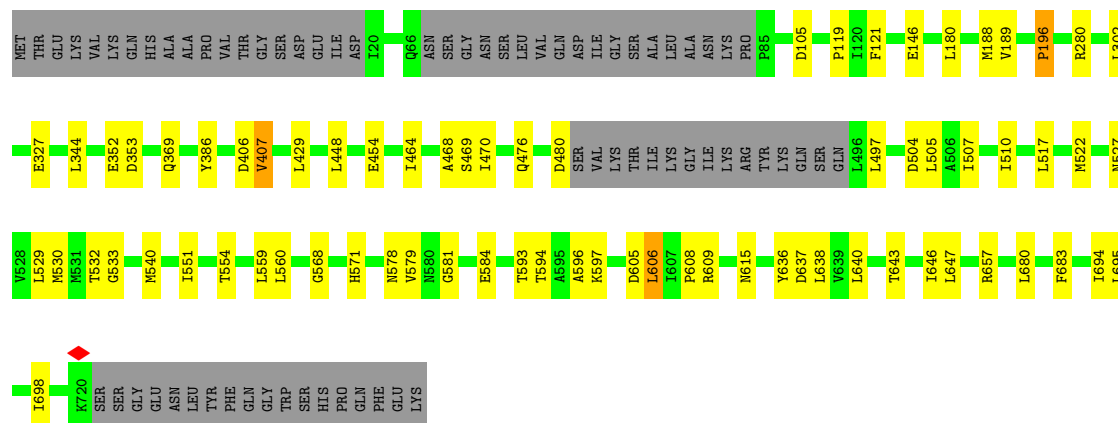 MET THR GLU LYS VAL LYS GLN HIS ALA ALA PRO VAL THR GLY SER ASP GLU ILE ASP I20 Q66 ASN SER GLY ASN SER LEU VAL GLN ASP ILE GLY SER ALA LEU ALA ASN LYS PRO P85 D105 P119 I120 F121 E146 L180 M188 V189 P196 R280 L302
E327 L344 E352 D353 Q369 Y386 D406 V407 L429 L448 E454 I464 A468 S469 I470 Q476 D480 SER VAL LYS THR ILE LYS GLY ILE LYS ARG TYR LYS GLN SER GLN L496 L497 D504 L505 A506 I507 I510 L517 M522 N527
V528 L529 M530 M531 T532 G533 M540 I551 T554 L559 L560 G568 H571 N578 V579 N580 G581 E584 T593 T594 A595 A596 K597 D605 L606 I607 P608 R609 N615 Y636 D637 L638 V639 L640 T643 I646 L647 R657 L680 F683 I694 L695
I698 K720 SER SER GLY GLU ASN LEU TYR PHE GLN GLY TRP SER HIS PRO GLN PHE GLU LYS